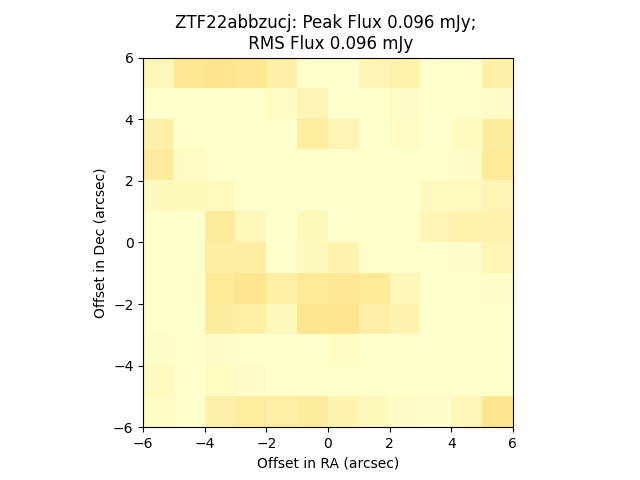 ZTF22abbzucj: Peak Flux 0.096 mJy;
RMS Flux 0.096 mJy
6
4
2
0
−2
−4
−6
Offset in Dec (arcsec)
−6 −4 −2 0 2 4 6
Offset in RA (arcsec)